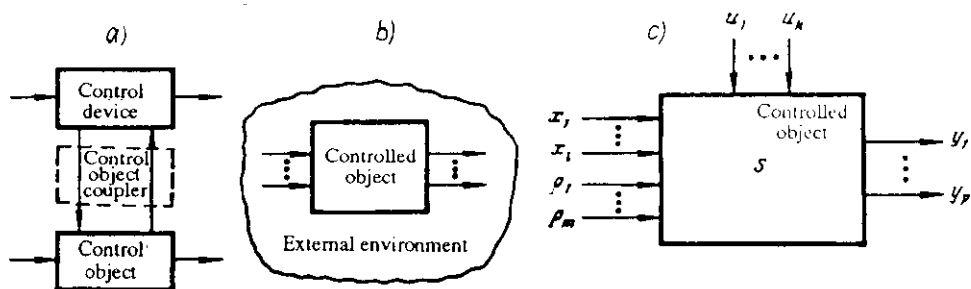 a)
Control
device
Control
object
coupler
Control
object
b)
Controlled
object
External environment
c)
u₁ ... uₖ
x₁
xᵢ
ρ₁
ρₘ
Controlled
object
S
y₁
yₚ